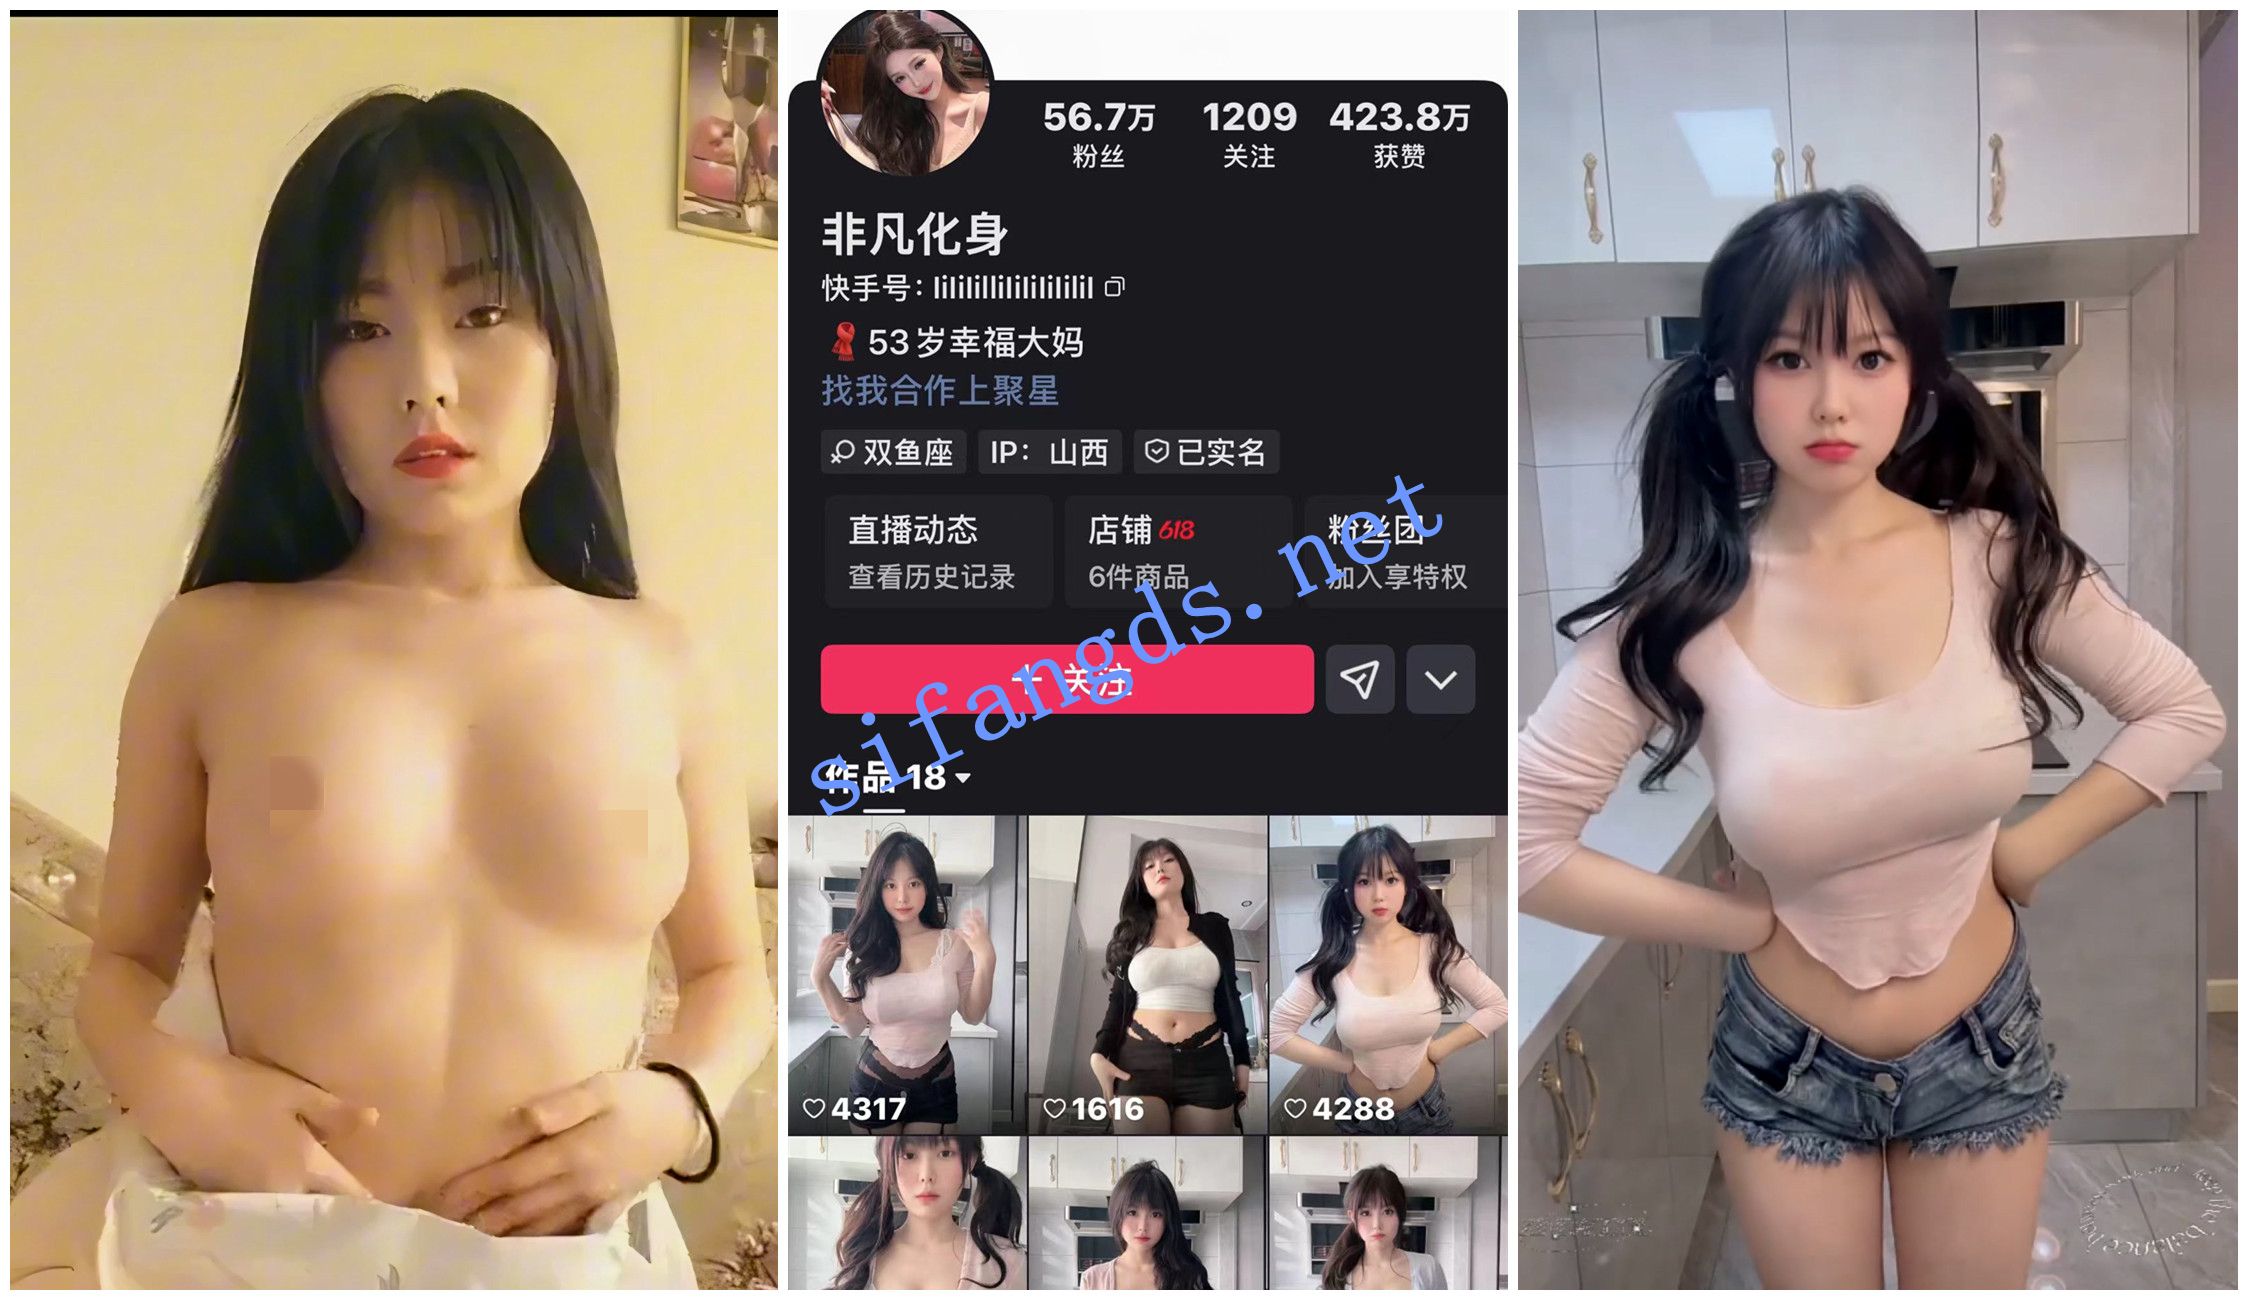 56.7万 1209 423.8万
粉丝 关注 获赞
非凡化身
快手号: lililillililililililil
53岁幸福大妈
找我合作上聚星
双鱼座 IP: 山西 已实名
直播动态 店铺 618 粉丝团
查看历史记录 6件商品 加入享特权
+ 关注
sifangds.net
作品 18
4317 1616 4288